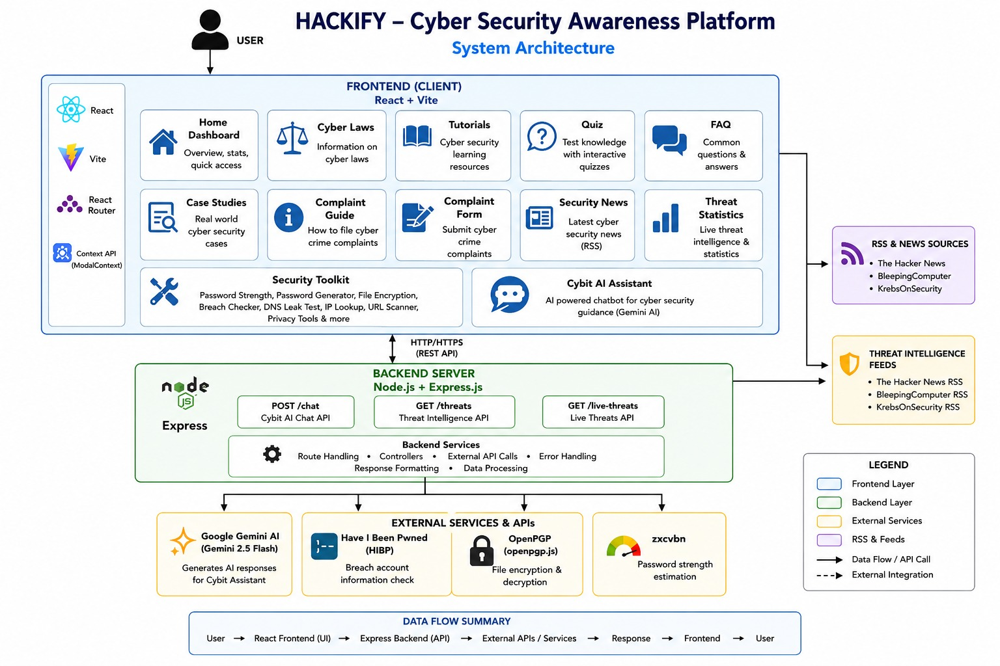 HACKIFY – Cyber Security Awareness Platform
System Architecture
USER
FRONTEND (CLIENT)
React + Vite
React
Vite
React
Router
Context API
(ModalContext)
Home
Dashboard
Overview, stats,
quick access
Cyber Laws
Information on
cyber laws
Tutorials
Cyber security
learning
resources
Quiz
Test knowledge
with interactive
quizzes
FAQ
Common
questions &
answers
Case Studies
Real world
cyber security
cases
Complaint
Guide
How to file cyber
crime complaints
Complaint
Form
Submit cyber
crime
complaints
Security News
Latest cyber
security news
(RSS)
Threat
Statistics
Live threat
intelligence &
statistics
Security Toolkit
Password Strength, Password Generator, File Encryption,
Breach Checker, DNS Leak Test, IP Lookup, URL Scanner,
Privacy Tools & more
Cybit AI Assistant
AI powered chatbot for cyber security
guidance (Gemini AI)
RSS & NEWS SOURCES
• The Hacker News
• BleepingComputer
• KrebsOnSecurity
HTTP/HTTPS
(REST API)
THREAT INTELLIGENCE
FEEDS
• The Hacker News RSS
• BleepingComputer RSS
• KrebsOnSecurity RSS
BACKEND SERVER
Node.js + Express.js
node
JS
Express
POST /chat
Cybit AI Chat API
GET /threats
Threat Intelligence API
GET /live-threats
Live Threats API
Backend Services
Route Handling • Controllers • External API Calls • Error Handling
Response Formatting • Data Processing
LEGEND
Frontend Layer
Backend Layer
External Services
RSS & Feeds
Data Flow / API Call
External Integration
EXTERNAL SERVICES & APIs
Google Gemini AI
(Gemini 2.5 Flash)
Generates AI responses
for Cybit Assistant
Have I Been Pwned
(HIBP)
Breach account
information check
OpenPGP
(openpgp.js)
File encryption &
decryption
zxcvbn
Password strength
estimation
DATA FLOW SUMMARY
User → React Frontend (UI) → Express Backend (API) → External APIs / Services → Response → Frontend → User